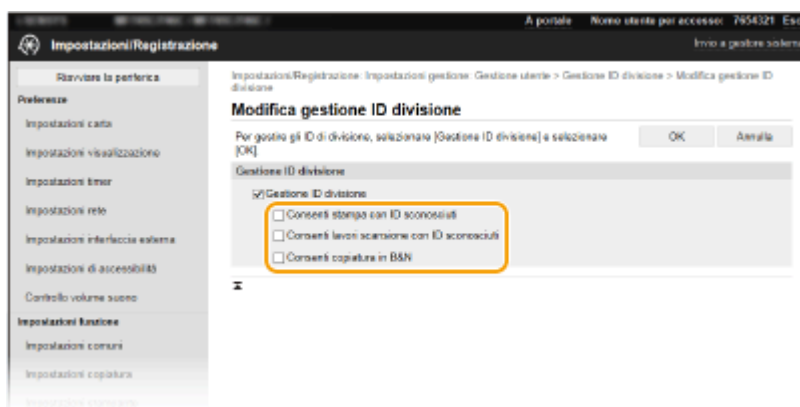 A portale Nome utente per accesso: 7654321 Esc
Impostazioni/Registrazione
Invio a gestore sistema
Riavviare la periferica
Impostazioni/Registrazione: Impostazioni gestione: Gestione utente > Gestione ID divisione > Modifica gestione ID
divisione
Preferenze
Modifica gestione ID divisione
Impostazioni carta
Per gestire gli ID di divisione, selezionare [Gestione ID divisione] e selezionare
[OK].
OK
Annulla
Impostazioni visualizzazione
Gestione ID divisione
Impostazioni timer
Gestione ID divisione
Impostazioni rete
Consenti stampa con ID sconosciuti
Consenti lavori scansione con ID sconosciuti
Impostazioni interfaccia esterna
Consenti copiatura in B&N
Impostazioni di accessibilità
Controllo volume suono
Impostazioni funzione
Impostazioni comuni
Impostazioni copiatura